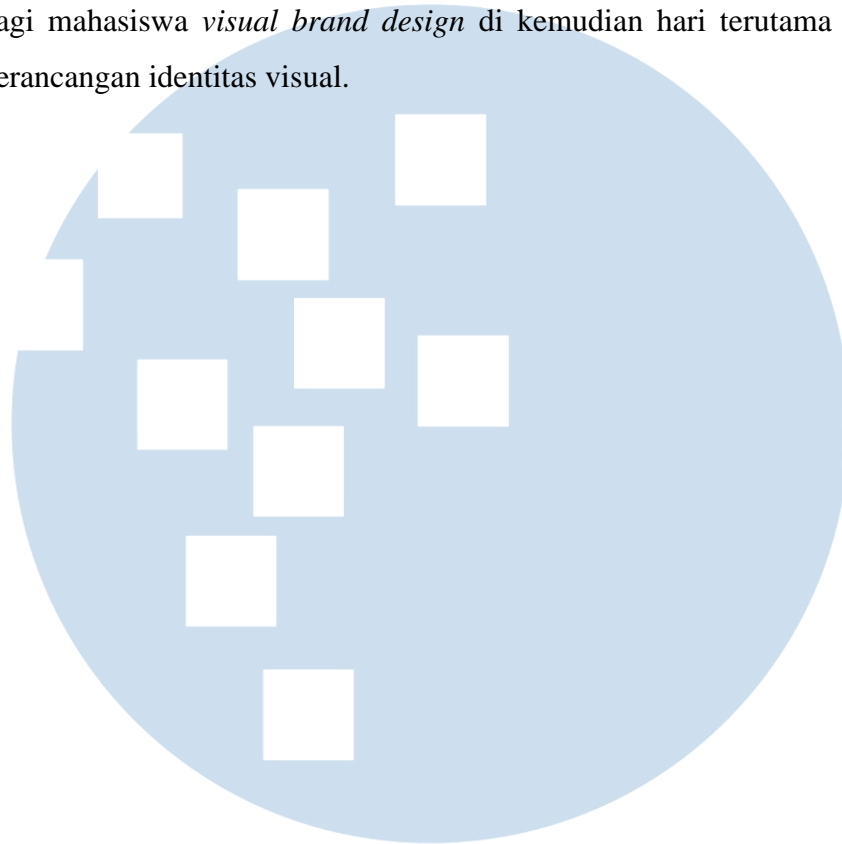 agi mahasiswa visual brand design di kemudian hari terutama
erancangan identitas visual.